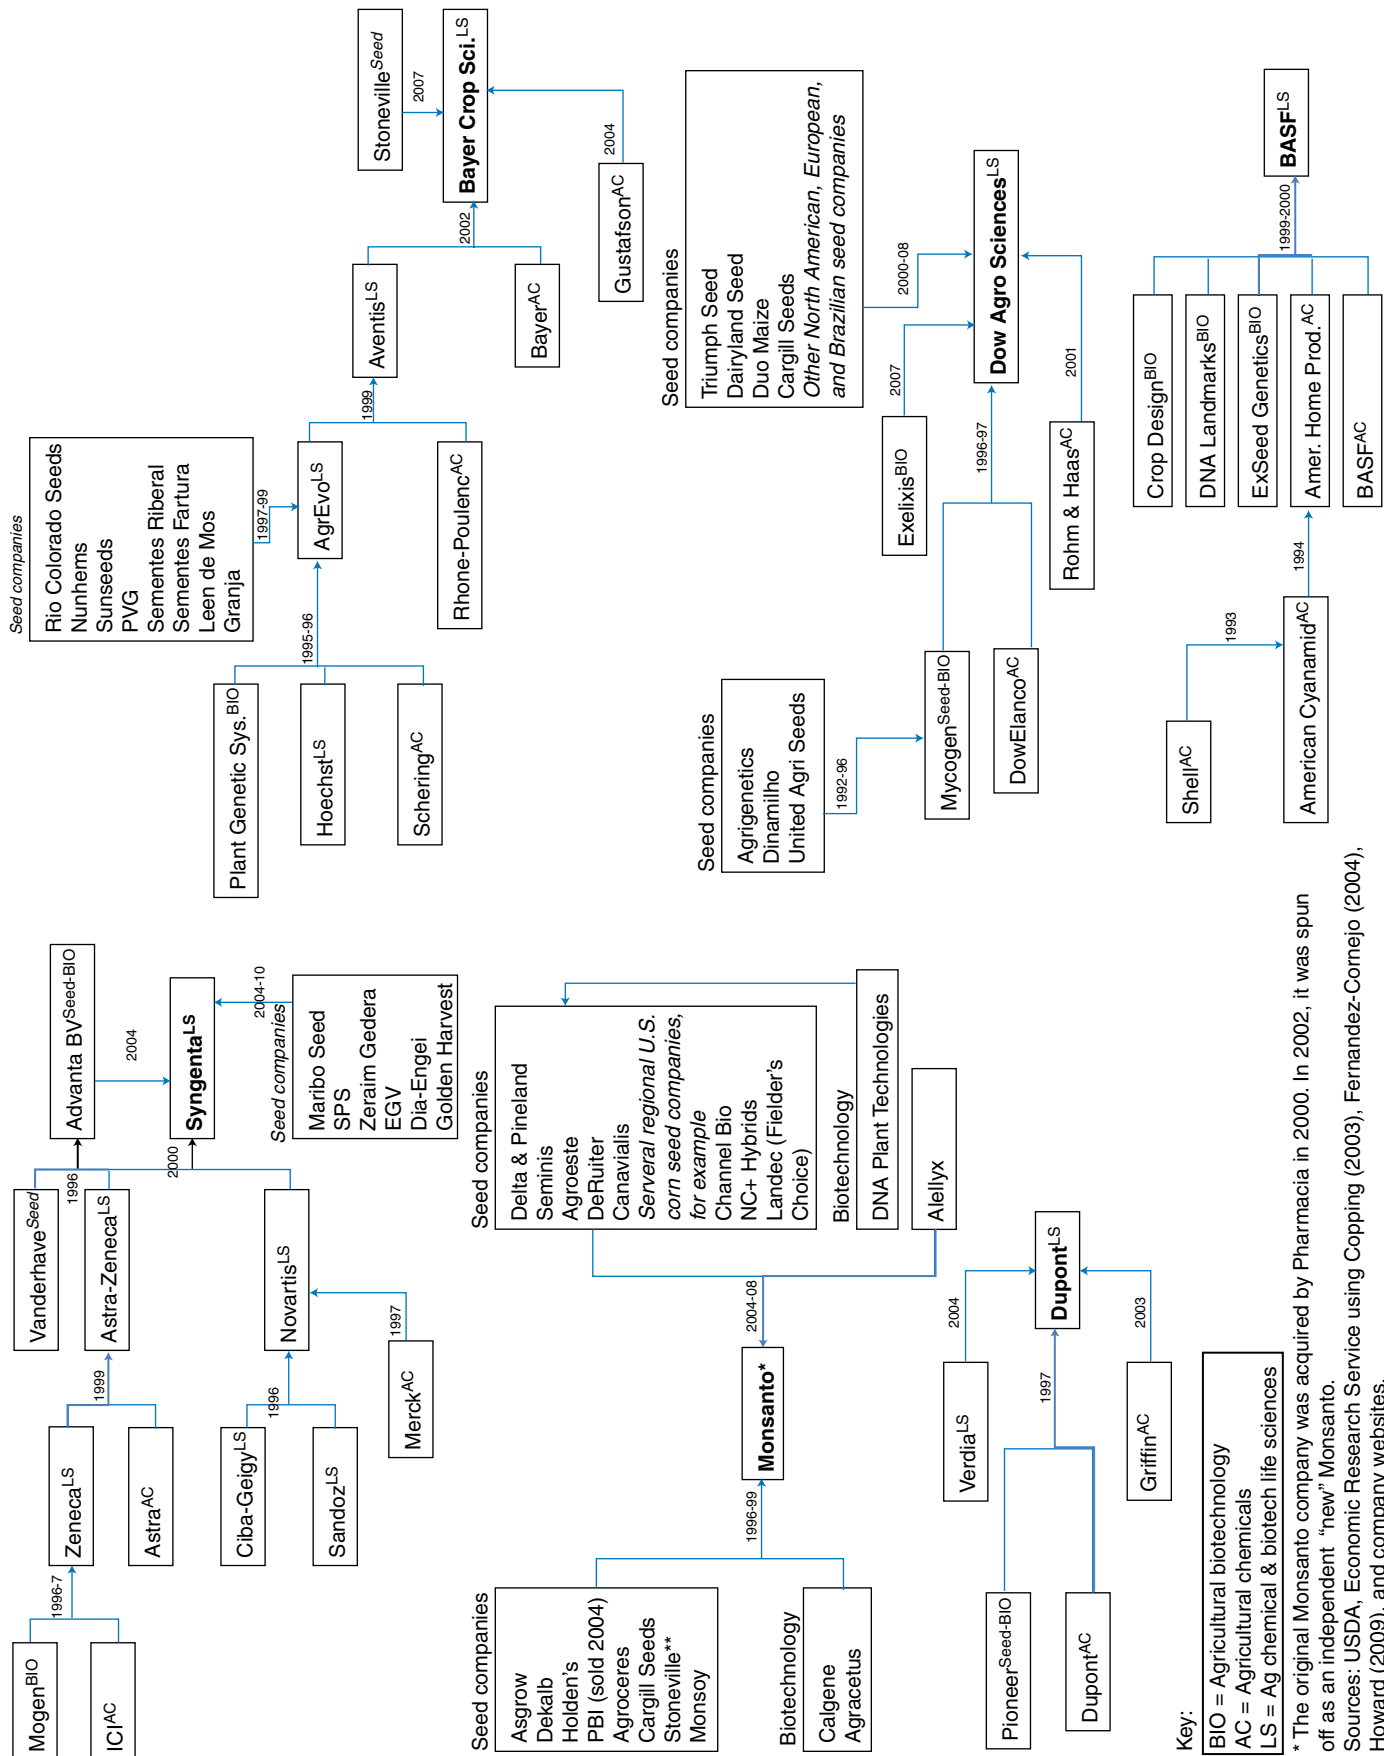 Mogen BIO
ICI AC
1996-7
Zeneca LS
Astra AC
1999
Vanderhave Seed
Astra-Zeneca LS
1996
Advanta BV Seed-BIO
2004
Ciba-Geigy LS
Sandoz LS
1996
Merck AC
1997
Novartis LS
2000
Syngenta LS
2004-10
Seed companies
Maribo Seed
SPS
Zeraim Gedera
EGV
Dia-Engei
Golden Harvest
Seed companies
Asgrow
Dekalb
Holden's
PBI (sold 2004)
Agroceres
Cargill Seeds
Stoneville**
Monsoy
Biotechnology
Calgene
Agracetus
1996-99
Monsanto*
2004-08
Seed companies
Delta & Pineland
Seminis
Agroeste
DeRuiter
Canavialis
Serveral regional U.S.
corn seed companies,
for example
Channel Bio
NC+ Hybrids
Landec (Fielder's
Choice)
Biotechnology
DNA Plant Technologies
Alellyx
Pioneer Seed-BIO
Dupont AC
1997
Verdia LS
2004
Griffin AC
2003
Dupont LS
Plant Genetic Sys. BIO
Hoechst LS
Schering AC
1995-96
Seed companies
Rio Colorado Seeds
Nunhems
Sunseeds
PVG
Sementes Riberal
Sementes Fartura
Leen de Mos
Granja
1997-99
AgrEvo LS
Rhone-Poulenc AC
1999
Aventis LS
Bayer AC
2002
Stoneville Seed
2007
Bayer Crop Sci. LS
Gustafson AC
2004
Seed companies
Agrigenetics
Dinamilho
United Agri Seeds
1992-96
Mycogen Seed-BIO
DowElanco AC
1996-97
Exelixis BIO
2007
Seed companies
Triumph Seed
Dairyland Seed
Duo Maize
Cargill Seeds
Other North American, European,
and Brazilian seed companies
2000-08
Dow Agro Sciences LS
Rohm & Haas AC
2001
Shell AC
1993
American Cyanamid AC
1994
Crop Design BIO
DNA Landmarks BIO
ExSeed Genetics BIO
Amer. Home Prod. AC
BASF AC
1999-2000
BASF LS
Key:
BIO = Agricultural biotechnology
AC = Agricultural chemicals
LS = Ag chemical & biotech life sciences
* The original Monsanto company was acquired by Pharmacia in 2000. In 2002, it was spun
off as an independent “new” Monsanto.
Sources: USDA, Economic Research Service using Copping (2003), Fernandez-Cornejo (2004),
Howard (2009), and company websites.